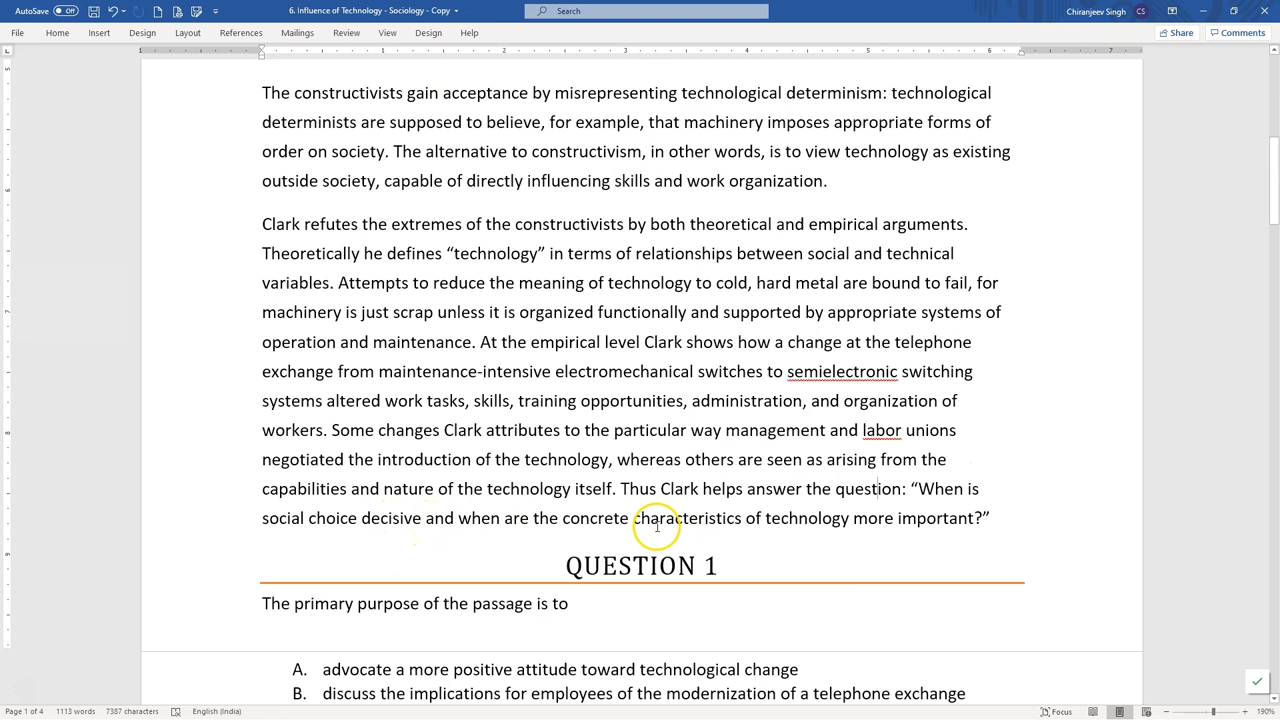 AutoSave Off 6. Influence of Technology - Sociology - Copy Search Chiranjeev Singh CS
File Home Insert Design Layout References Mailings Review View Design Help Share Comments
1 1 2 3 4 5 6 7
The constructivists gain acceptance by misrepresenting technological determinism: technological
determinists are supposed to believe, for example, that machinery imposes appropriate forms of
order on society. The alternative to constructivism, in other words, is to view technology as existing
outside society, capable of directly influencing skills and work organization.
Clark refutes the extremes of the constructivists by both theoretical and empirical arguments.
Theoretically he defines “technology” in terms of relationships between social and technical
variables. Attempts to reduce the meaning of technology to cold, hard metal are bound to fail, for
machinery is just scrap unless it is organized functionally and supported by appropriate systems of
operation and maintenance. At the empirical level Clark shows how a change at the telephone
exchange from maintenance-intensive electromechanical switches to semielectronic switching
systems altered work tasks, skills, training opportunities, administration, and organization of
workers. Some changes Clark attributes to the particular way management and labor unions
negotiated the introduction of the technology, whereas others are seen as arising from the
capabilities and nature of the technology itself. Thus Clark helps answer the question: “When is
social choice decisive and when are the concrete characteristics of technology more important?”
QUESTION 1
The primary purpose of the passage is to
A. advocate a more positive attitude toward technological change
B. discuss the implications for employees of the modernization of a telephone exchange
Page 1 of 4 1113 words 7387 characters English (India) Focus 190%